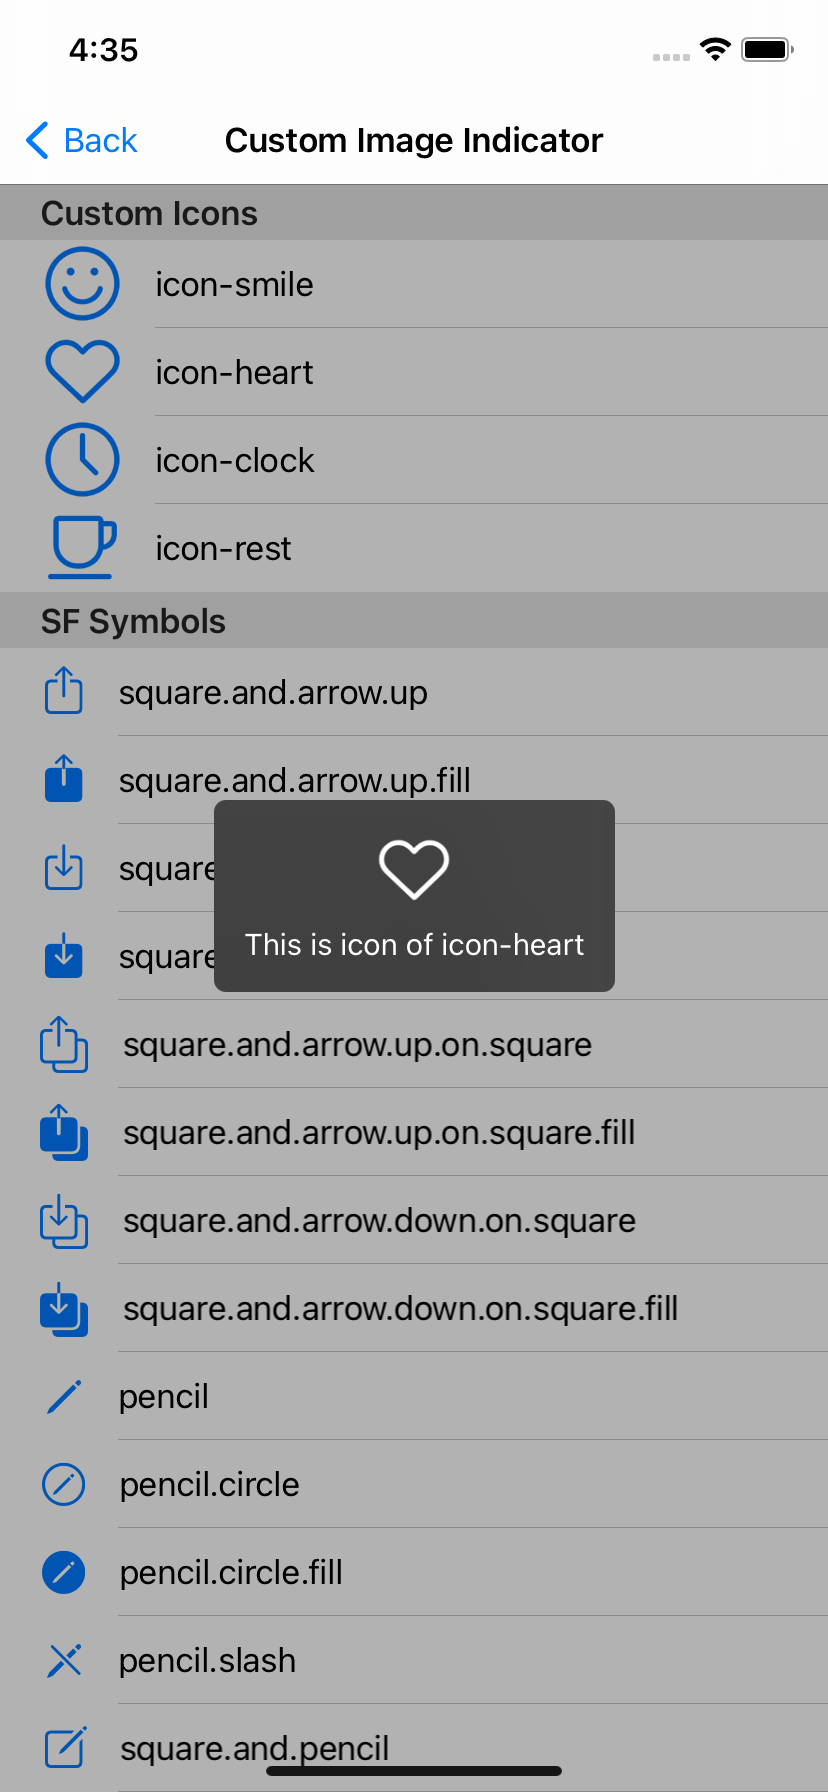 4:35
Back
Custom Image Indicator
Custom Icons
icon-smile
icon-heart
icon-clock
icon-rest
SF Symbols
square.and.arrow.up
square.and.arrow.up.fill
square
square
This is icon of icon-heart
square.and.arrow.up.on.square
square.and.arrow.up.on.square.fill
square.and.arrow.down.on.square
square.and.arrow.down.on.square.fill
pencil
pencil.circle
pencil.circle.fill
pencil.slash
square.and.pencil